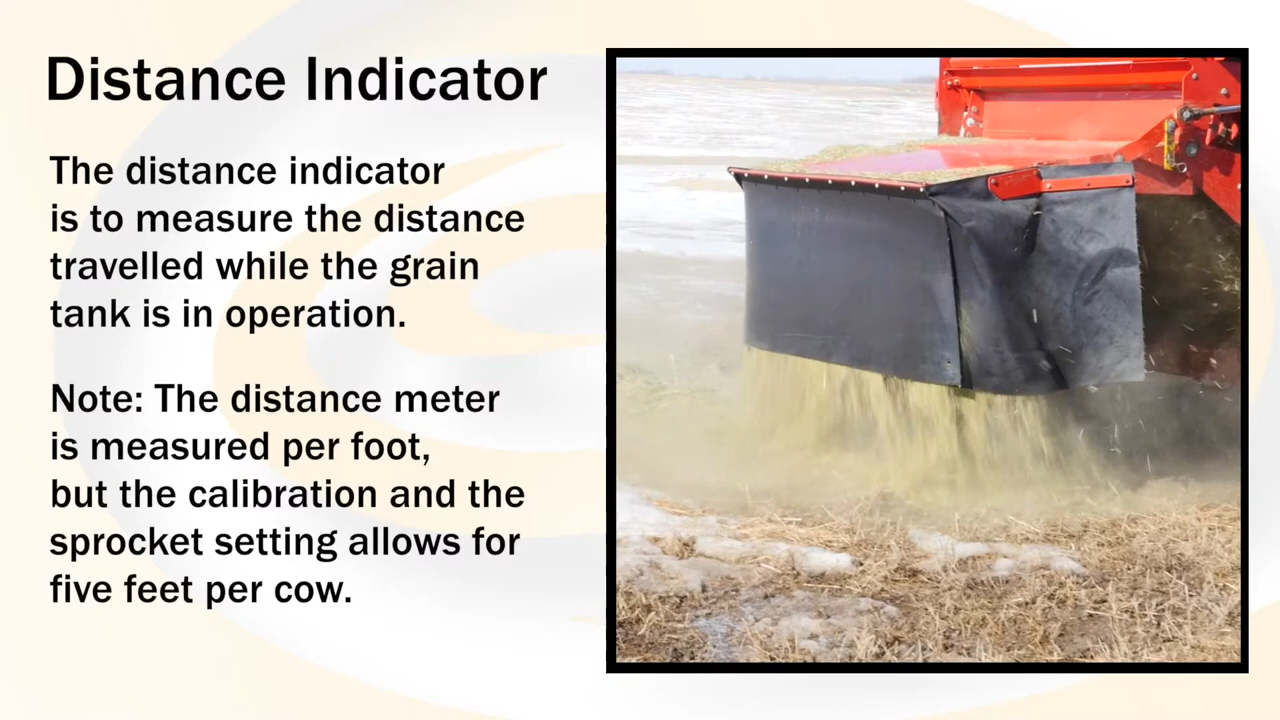 Distance Indicator
The distance indicator
is to measure the distance
travelled while the grain
tank is in operation.
Note: The distance meter
is measured per foot,
but the calibration and the
sprocket setting allows for
five feet per cow.